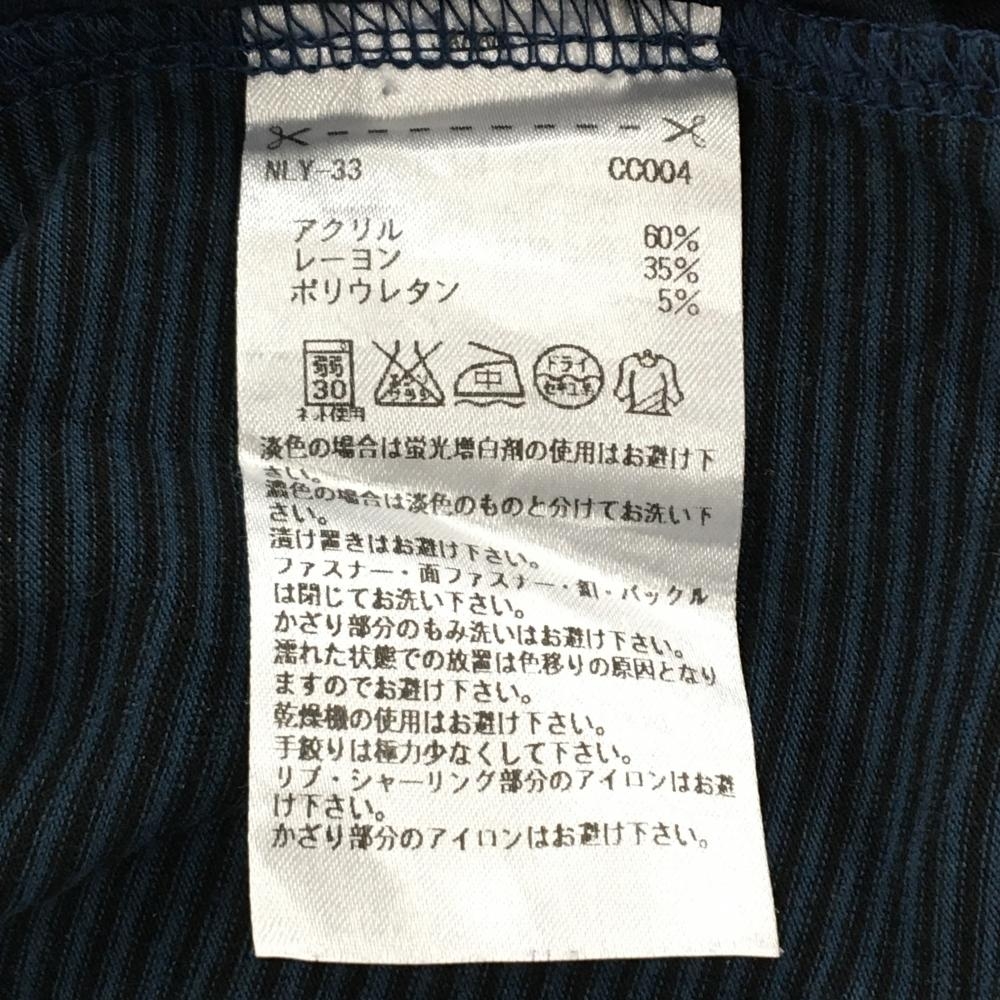 NLY-33 CC004
アクリル 60%
レーヨン 35%
ポリウレタン 5%
弱
30
ネット使用
エンソ
サラシ
中
ドライ
セキユ系
淡色の場合は蛍光増白剤の使用はお避け下
さい。
濃色の場合は淡色のものと分けてお洗い下
さい。
漬け置きはお避け下さい。
ファスナー・面ファスナー・釦・バックル
は閉じてお洗い下さい。
かざり部分のもみ洗いはお避け下さい。
濡れた状態での放置は色移りの原因となり
ますのでお避け下さい。
乾燥機の使用はお避け下さい。
手絞りは極力少なくして下さい。
リブ・シャーリング部分のアイロンはお避
け下さい。
かざり部分のアイロンはお避け下さい。